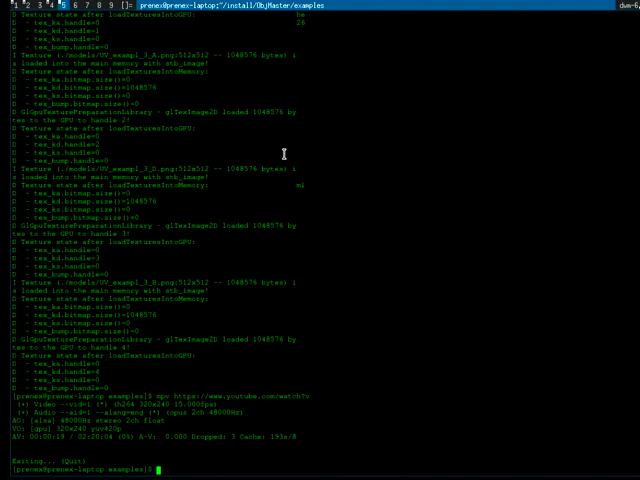 1 2 3 4 5 6 7 8 9 []= prenex@prenex-laptop:~/install/ObjMaster/examples dwm-6.
D Texture state after loadTexturesIntoGPU: he
D - tex_ka.handle=0 26
D - tex_kd.handle=1
D - tex_ks.handle=0
D - tex_bump.handle=0
I Texture (./models/UV_exampl_3_A.png:512x512 -- 1048576 bytes) i
s loaded into the main memory with stb_image!
D Texture state after loadTexturesIntoMemory:
D - tex_ka.bitmap.size()=0
D - tex_kd.bitmap.size()=1048576
D - tex_ks.bitmap.size()=0
D - tex_bump.bitmap.size()=0
D GlGpuTexturePreparationLibrary - glTexImage2D loaded 1048576 by
tes to the GPU to handle 2!
D Texture state after loadTexturesIntoGPU:
D - tex_ka.handle=0
D - tex_kd.handle=2
D - tex_ks.handle=0
D - tex_bump.handle=0
I Texture (./models/UV_exampl_3_D.png:512x512 -- 1048576 bytes) i
s loaded into the main memory with stb_image!
D Texture state after loadTexturesIntoMemory: ml
D - tex_ka.bitmap.size()=0
D - tex_kd.bitmap.size()=1048576
D - tex_ks.bitmap.size()=0
D - tex_bump.bitmap.size()=0
D GlGpuTexturePreparationLibrary - glTexImage2D loaded 1048576 by
tes to the GPU to handle 3!
D Texture state after loadTexturesIntoGPU:
D - tex_ka.handle=0
D - tex_kd.handle=3
D - tex_ks.handle=0
D - tex_bump.handle=0
I Texture (./models/UV_exampl_3_B.png:512x512 -- 1048576 bytes) i
s loaded into the main memory with stb_image!
D Texture state after loadTexturesIntoMemory:
D - tex_ka.bitmap.size()=0
D - tex_kd.bitmap.size()=1048576
D - tex_ks.bitmap.size()=0
D - tex_bump.bitmap.size()=0
D GlGpuTexturePreparationLibrary - glTexImage2D loaded 1048576 by
tes to the GPU to handle 4!
D Texture state after loadTexturesIntoGPU:
D - tex_ka.handle=0
D - tex_kd.handle=4
D - tex_ks.handle=0
D - tex_bump.handle=0
[prenex@prenex-laptop examples]$ mpv https://www.youtube.com/watch?v
(+) Video --vid=1 (*) (h264 320x240 15.000fps)
(+) Audio --aid=1 --alang=eng (*) (opus 2ch 48000Hz)
AO: [alsa] 48000Hz stereo 2ch float
VO: [gpu] 320x240 yuv420p
AV: 00:00:19 / 02:20:04 (0%) A-V: 0.000 Dropped: 3 Cache: 193s/8
Exiting... (Quit)
[prenex@prenex-laptop examples]$